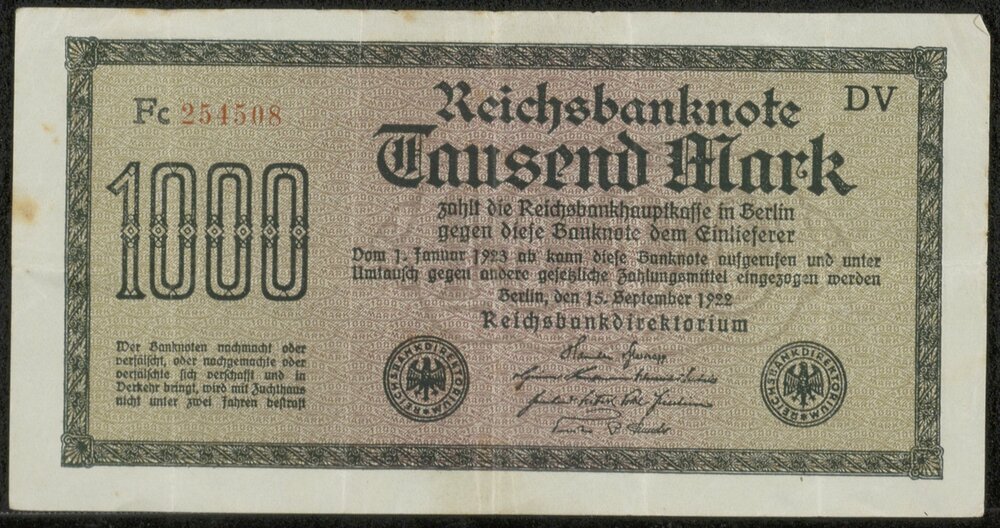 Fc 254508
Reichsbanknote
DV
Tausend Mark
1000
zahlt die Reichsbankhauptkasse in Berlin
gegen diese Banknote dem Einlieferer
Vom 1. Januar 1923 ab kann diese Banknote aufgerufen und unter
Umtausch gegen andere gesetzliche Zahlungsmittel eingezogen werden
Berlin, den 15. September 1922
Reichsbankdirektorium
Wer Banknoten nachmacht oder
verfälscht, oder nachgemachte oder
verfälschte sich verschafft und in
Verkehr bringt, wird mit Zuchthaus
nicht unter zwei Jahren bestraft
REICHSBANKDIREKTORIUM
REICHSBANKDIREKTORIUM